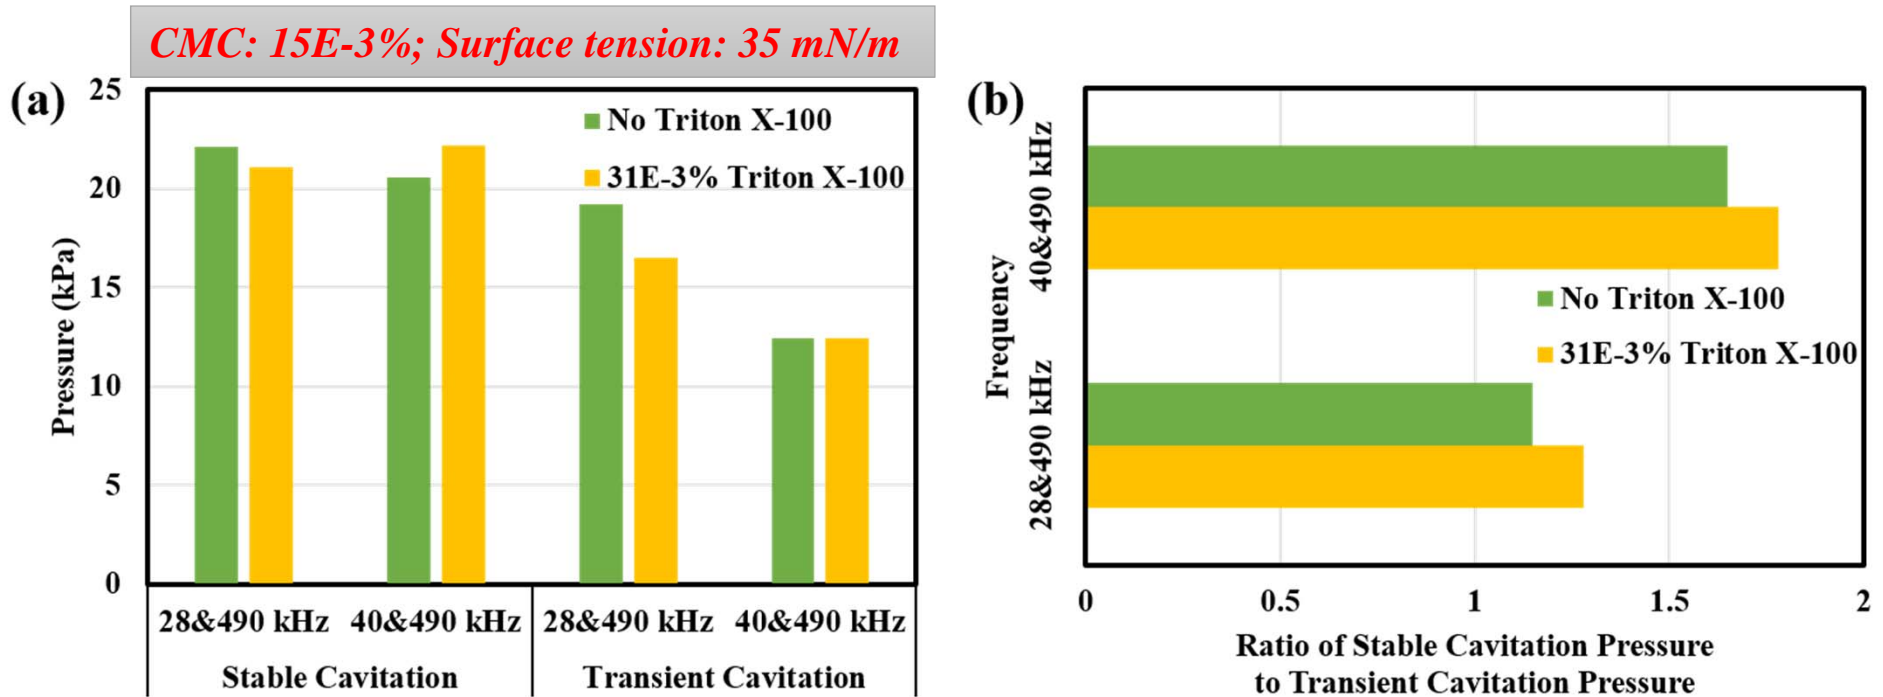 CMC: 15E-3%; Surface tension: 35 mN/m
(a)
25
20
15
10
5
0
Pressure (kPa)
No Triton X-100
31E-3% Triton X-100
28&490 kHz 40&490 kHz 28&490 kHz 40&490 kHz
Stable Cavitation Transient Cavitation
(b)
Frequency
40&490 kHz
28&490 kHz
No Triton X-100
31E-3% Triton X-100
0 0.5 1 1.5 2
Ratio of Stable Cavitation Pressure
to Transient Cavitation Pressure